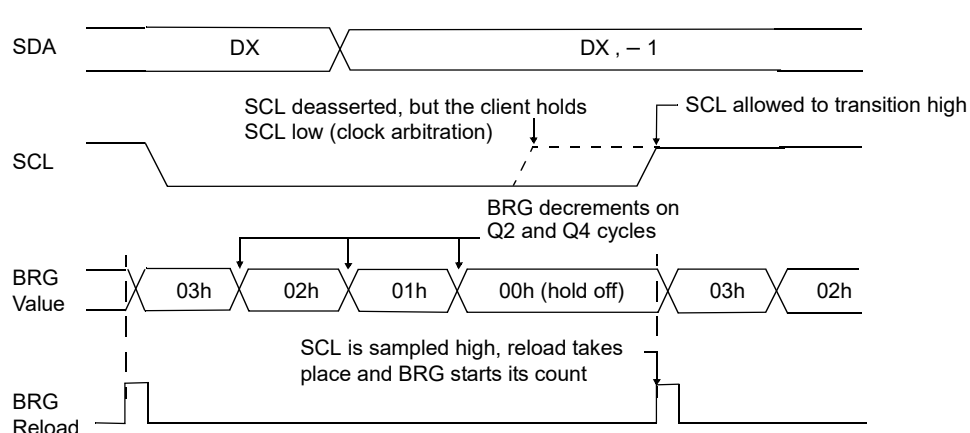 SDA
DX
DX , – 1
SCL deasserted, but the client holds
SCL low (clock arbitration)
SCL allowed to transition high
SCL
BRG decrements on
Q2 and Q4 cycles
BRG
Value
03h
02h
01h
00h (hold off)
03h
02h
SCL is sampled high, reload takes
place and BRG starts its count
BRG
Reload